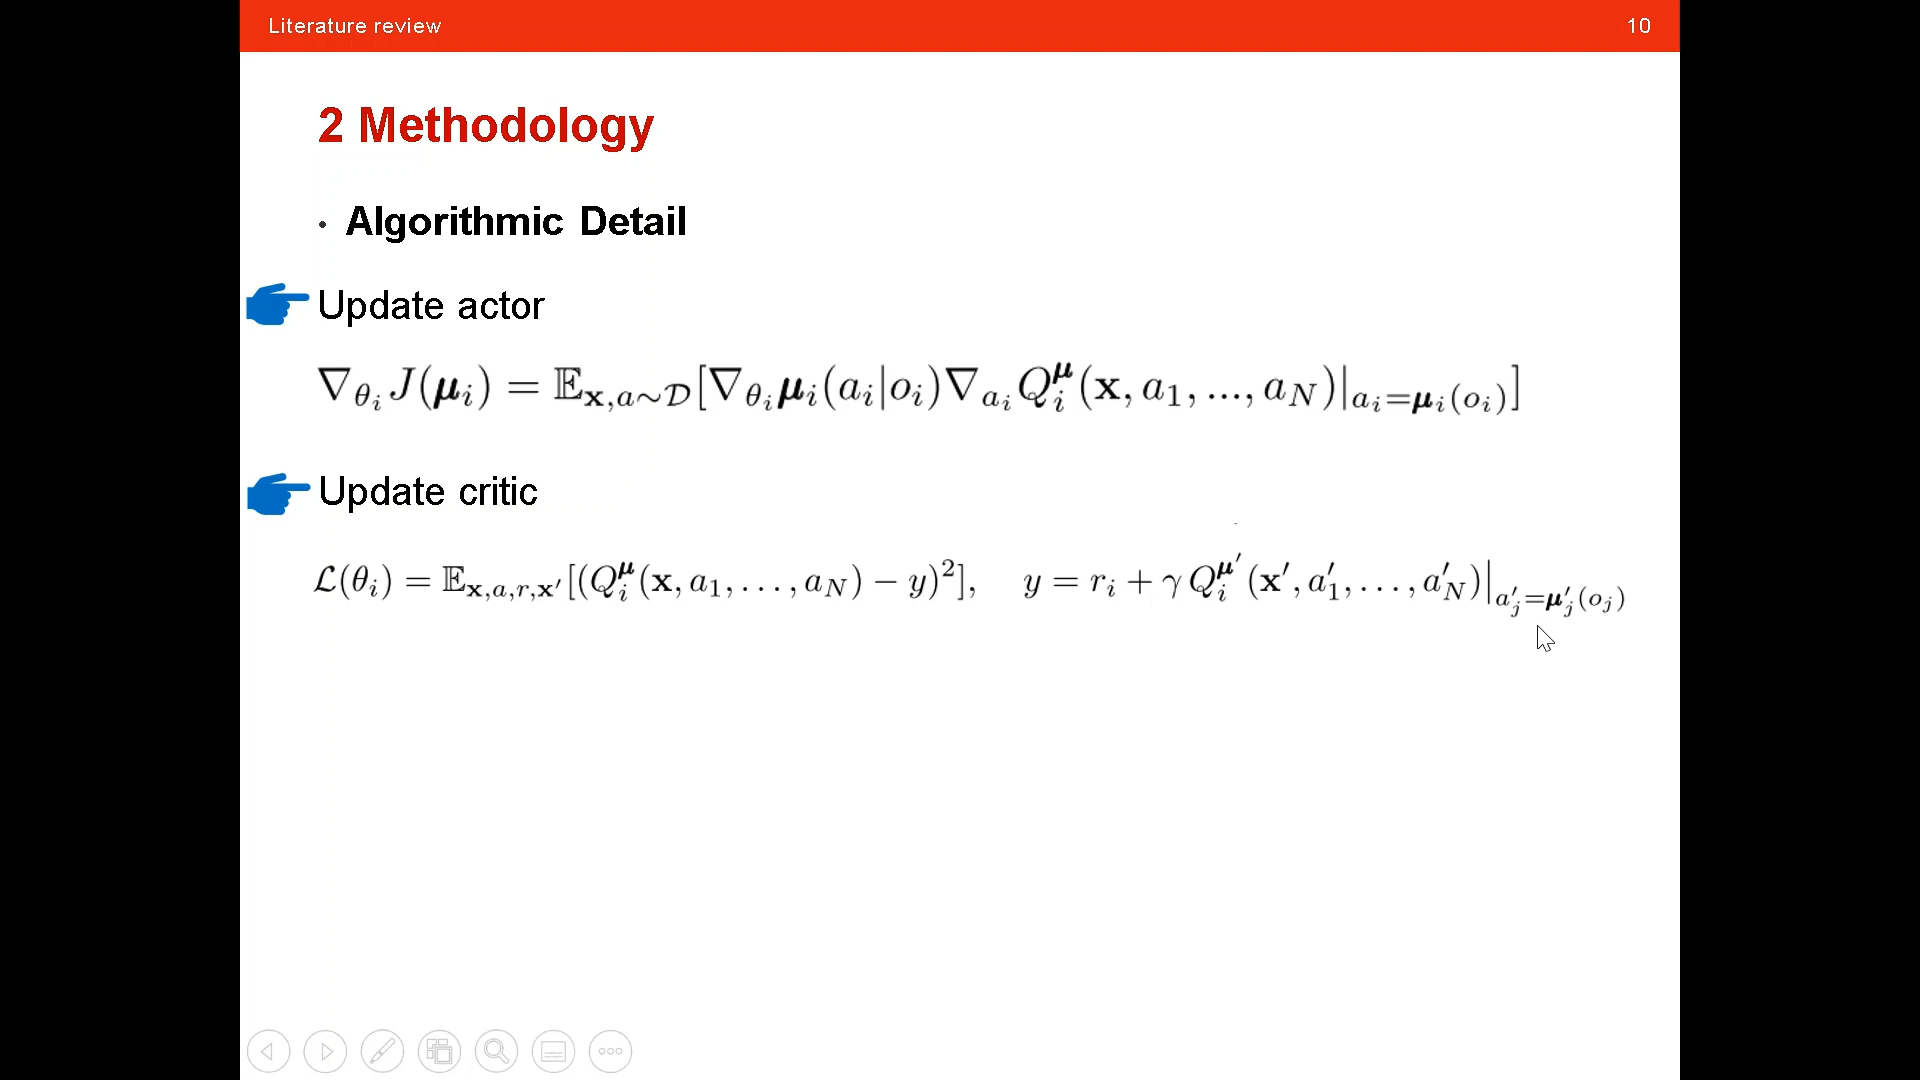 Literature review 10
2 Methodology
• Algorithmic Detail
Update actor
∇_{θ_i} J(μ_i) = 𝔼_{x,a∼𝒟}[∇_{θ_i} μ_i(a_i|o_i) ∇_{a_i} Q_i^μ(x, a_1, ..., a_N)|_{a_i=μ_i(o_i)}]
Update critic
ℒ(θ_i) = 𝔼_{x,a,r,x′}[(Q_i^μ(x, a_1, . . . , a_N) − y)^2], y = r_i + γ Q_i^{μ′}(x′, a′_1, . . . , a′_N)|_{a′_j=μ′_j(o_j)}